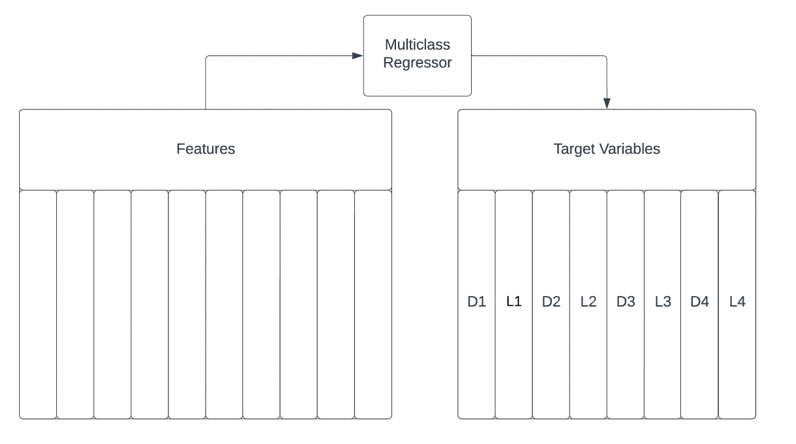 Multiclass
Regressor
Features
Target Variables
D1 L1 D2 L2 D3 L3 D4 L4